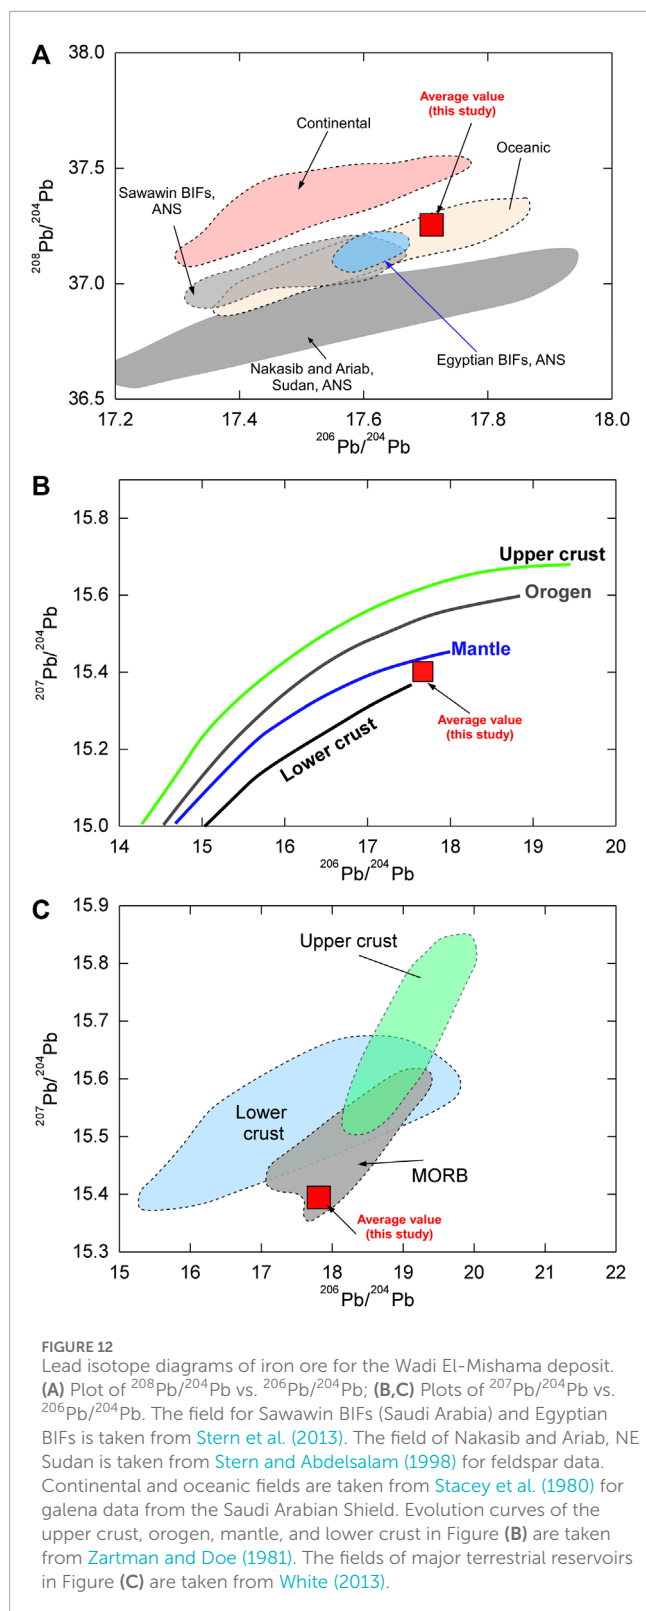 A
38.0
37.5
37.0
36.5
208Pb/204Pb
Continental
Average value
(this study)
Oceanic
Sawawin BIFs,
ANS
Nakasib and Ariab,
Sudan, ANS
Egyptian BIFs, ANS
17.2 17.4 17.6 17.8 18.0
206Pb/204Pb
B
15.8
15.6
15.4
15.2
15.0
207Pb/204Pb
Upper crust
Orogen
Mantle
Average value
(this study)
Lower crust
14 15 16 17 18 19 20
206Pb/204Pb
C
15.9
15.8
15.7
15.6
15.5
15.4
15.3
207Pb/204Pb
Upper crust
Lower
crust
MORB
Average value
(this study)
15 16 17 18 19 20 21 22
206Pb/204Pb
FIGURE 12
Lead isotope diagrams of iron ore for the Wadi El-Mishama deposit.
(A) Plot of 208Pb/204Pb vs. 206Pb/204Pb; (B,C) Plots of 207Pb/204Pb vs.
206Pb/204Pb. The field for Sawawin BIFs (Saudi Arabia) and Egyptian
BIFs is taken from Stern et al. (2013). The field of Nakasib and Ariab, NE
Sudan is taken from Stern and Abdelsalam (1998) for feldspar data.
Continental and oceanic fields are taken from Stacey et al. (1980) for
galena data from the Saudi Arabian Shield. Evolution curves of the
upper crust, orogen, mantle, and lower crust in Figure (B) are taken
from Zartman and Doe (1981). The fields of major terrestrial reservoirs
in Figure (C) are taken from White (2013).